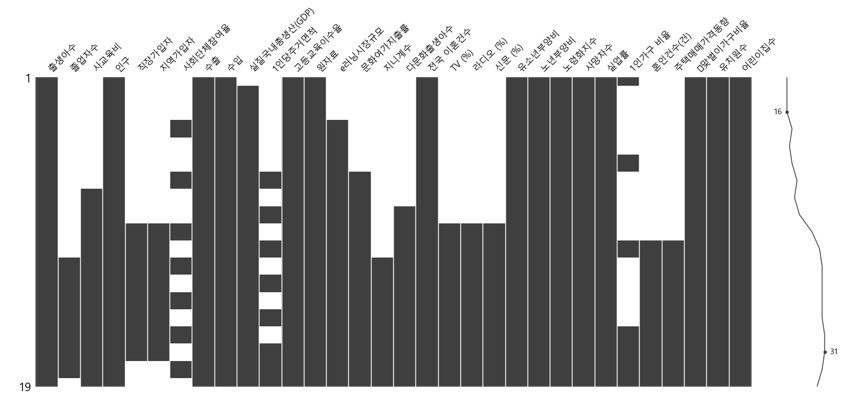 출생아수
졸업자수
사교육비
인구
직장가입자
지역가입자
사회단체참여율
수출
수입
실질국내총생산(GDP)
1인당주거면적
고등교육이수율
원자료
e러닝시장규모
문화여가지출률
지니계수
다문화출생아수
전국 이혼건수
TV (%)
라디오 (%)
신문 (%)
유소년부양비
노년부양비
노령화지수
사망자수
실업률
1인가구 비율
혼인건수(건)
주택매매가격동향
맞벌이가구비율
유치원수
어린이집수
1
16
31
19